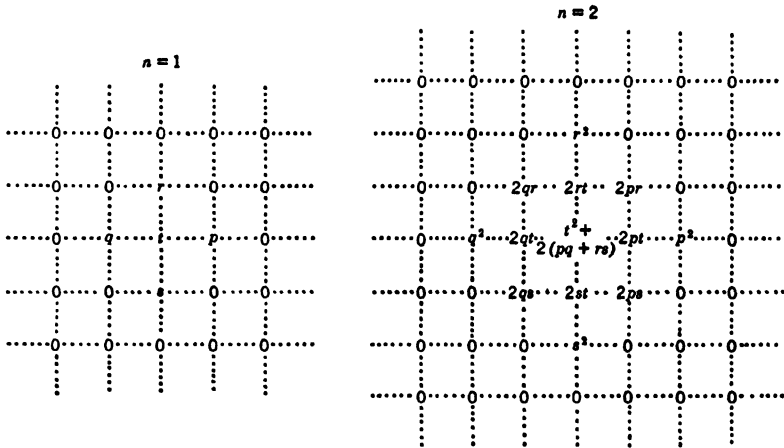 n = 1
0 0 0 0 0
0 0 r 0 0
0 q t p 0
0 0 s 0 0
0 0 0 0 0
n = 2
0 0 0 0 0 0 0
0 0 0 r² 0 0 0
0 0 2qr 2rt 2pr 0 0
0 q² 2qt t² + 2(pq + rs) 2pt p² 0
0 0 2qs 2st 2ps 0 0
0 0 0 s² 0 0 0
0 0 0 0 0 0 0